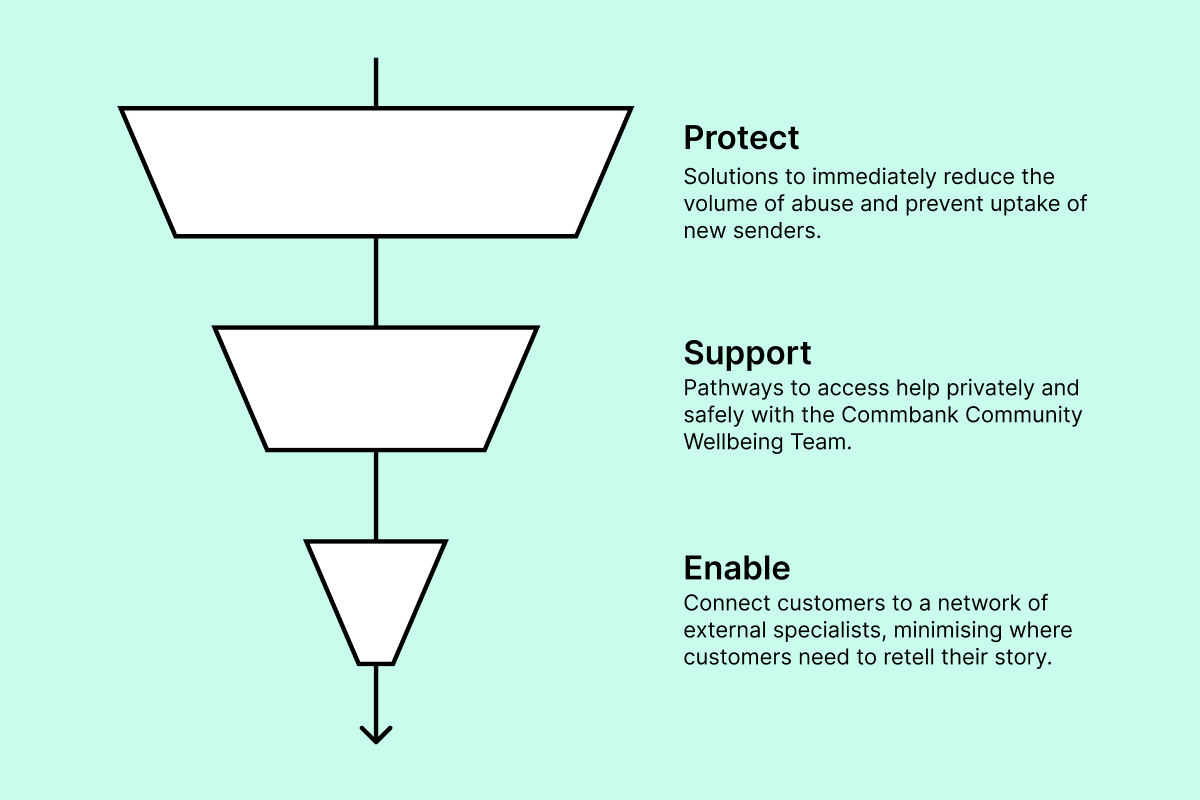 Protect
Solutions to immediately reduce the
volume of abuse and prevent uptake of
new senders.
Support
Pathways to access help privately and
safely with the Commbank Community
Wellbeing Team.
Enable
Connect customers to a network of
external specialists, minimising where
customers need to retell their story.